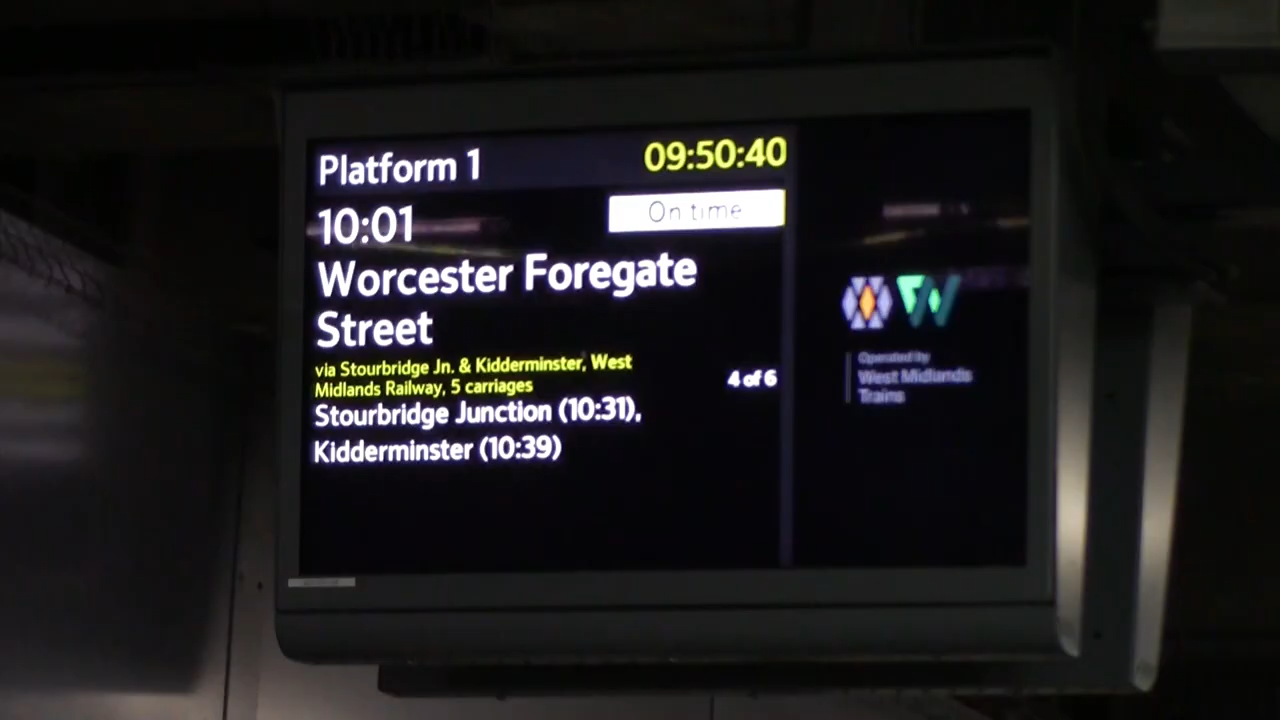 Platform 1
09:50:40
10:01
On time
Worcester Foregate
Street
via Stourbridge Jn. & Kidderminster, West
Midlands Railway, 5 carriages
4 of 6
Stourbridge Junction (10:31),
Kidderminster (10:39)
Operated by
West Midlands
Trains